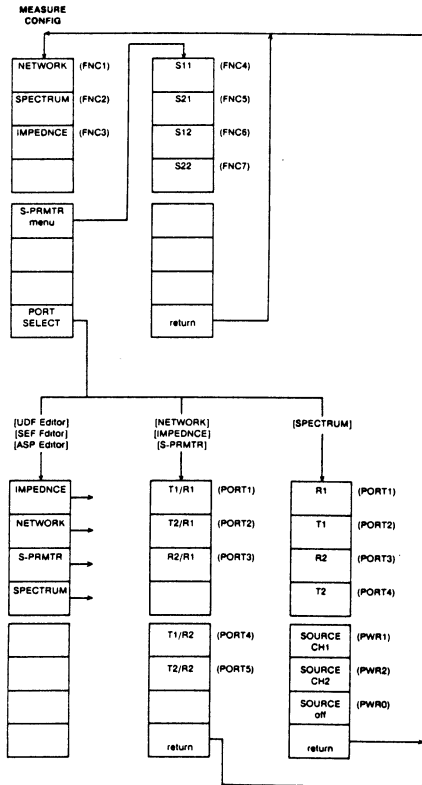 MEASURE
CONFIG
NETWORK (FNC1)
SPECTRUM (FNC2)
IMPEDNCE (FNC3)
S-PRMTR
menu
PORT
SELECT
S11 (FNC4)
S21 (FNC5)
S12 (FNC6)
S22 (FNC7)
return
[UDF Editor]
[SEF Fditor]
[ASP Editor]
IMPEDNCE
NETWORK
S-PRMTR
SPECTRUM
[NETWORK]
[IMPEDNCE]
[S-PRMTR]
T1/R1 (PORT1)
T2/R1 (PORT2)
R2/R1 (PORT3)
T1/R2 (PORT4)
T2/R2 (PORT5)
return
[SPECTRUM]
R1 (PORT1)
T1 (PORT2)
R2 (PORT3)
T2 (PORT4)
SOURCE
CH1 (PWR1)
SOURCE
CH2 (PWR2)
SOURCE
off (PWR0)
return